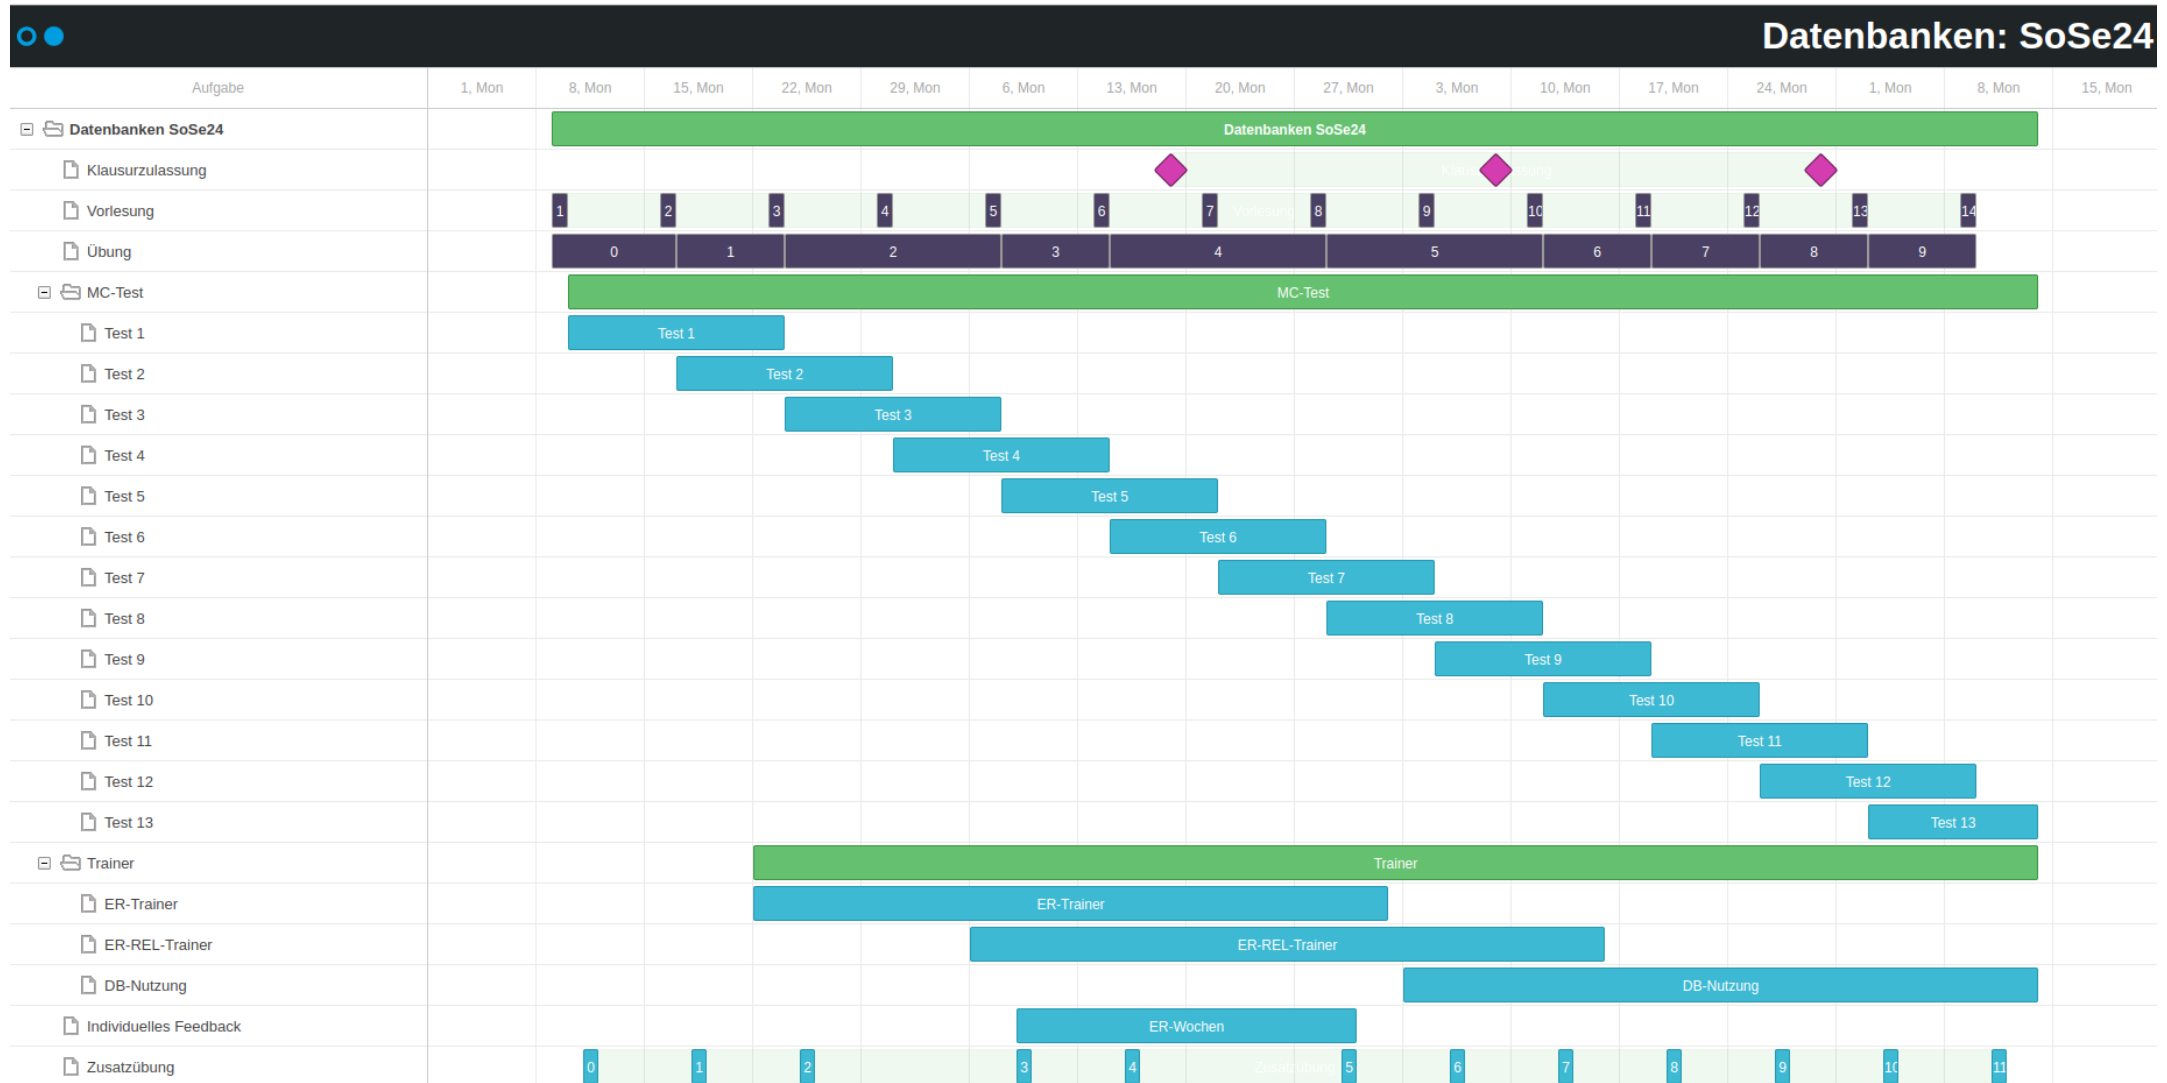 Datenbanken: SoSe24
Aufgabe 1, Mon 8, Mon 15, Mon 22, Mon 29, Mon 6, Mon 13, Mon 20, Mon 27, Mon 3, Mon 10, Mon 17, Mon 24, Mon 1, Mon 8, Mon 15, Mon
Datenbanken SoSe24 Datenbanken SoSe24
Klausurzulassung
Vorlesung 1 2 3 4 5 6 7 Vorlesung 8 9 10 11 12 13 14
Übung 0 1 2 3 4 5 6 7 8 9
MC-Test MC-Test
Test 1 Test 1
Test 2 Test 2
Test 3 Test 3
Test 4 Test 4
Test 5 Test 5
Test 6 Test 6
Test 7 Test 7
Test 8 Test 8
Test 9 Test 9
Test 10 Test 10
Test 11 Test 11
Test 12 Test 12
Test 13 Test 13
Trainer Trainer
ER-Trainer ER-Trainer
ER-REL-Trainer ER-REL-Trainer
DB-Nutzung DB-Nutzung
Individuelles Feedback ER-Wochen
Zusatzübung 0 1 2 3 4 Zusatzübung 5 6 7 8 9 10 11